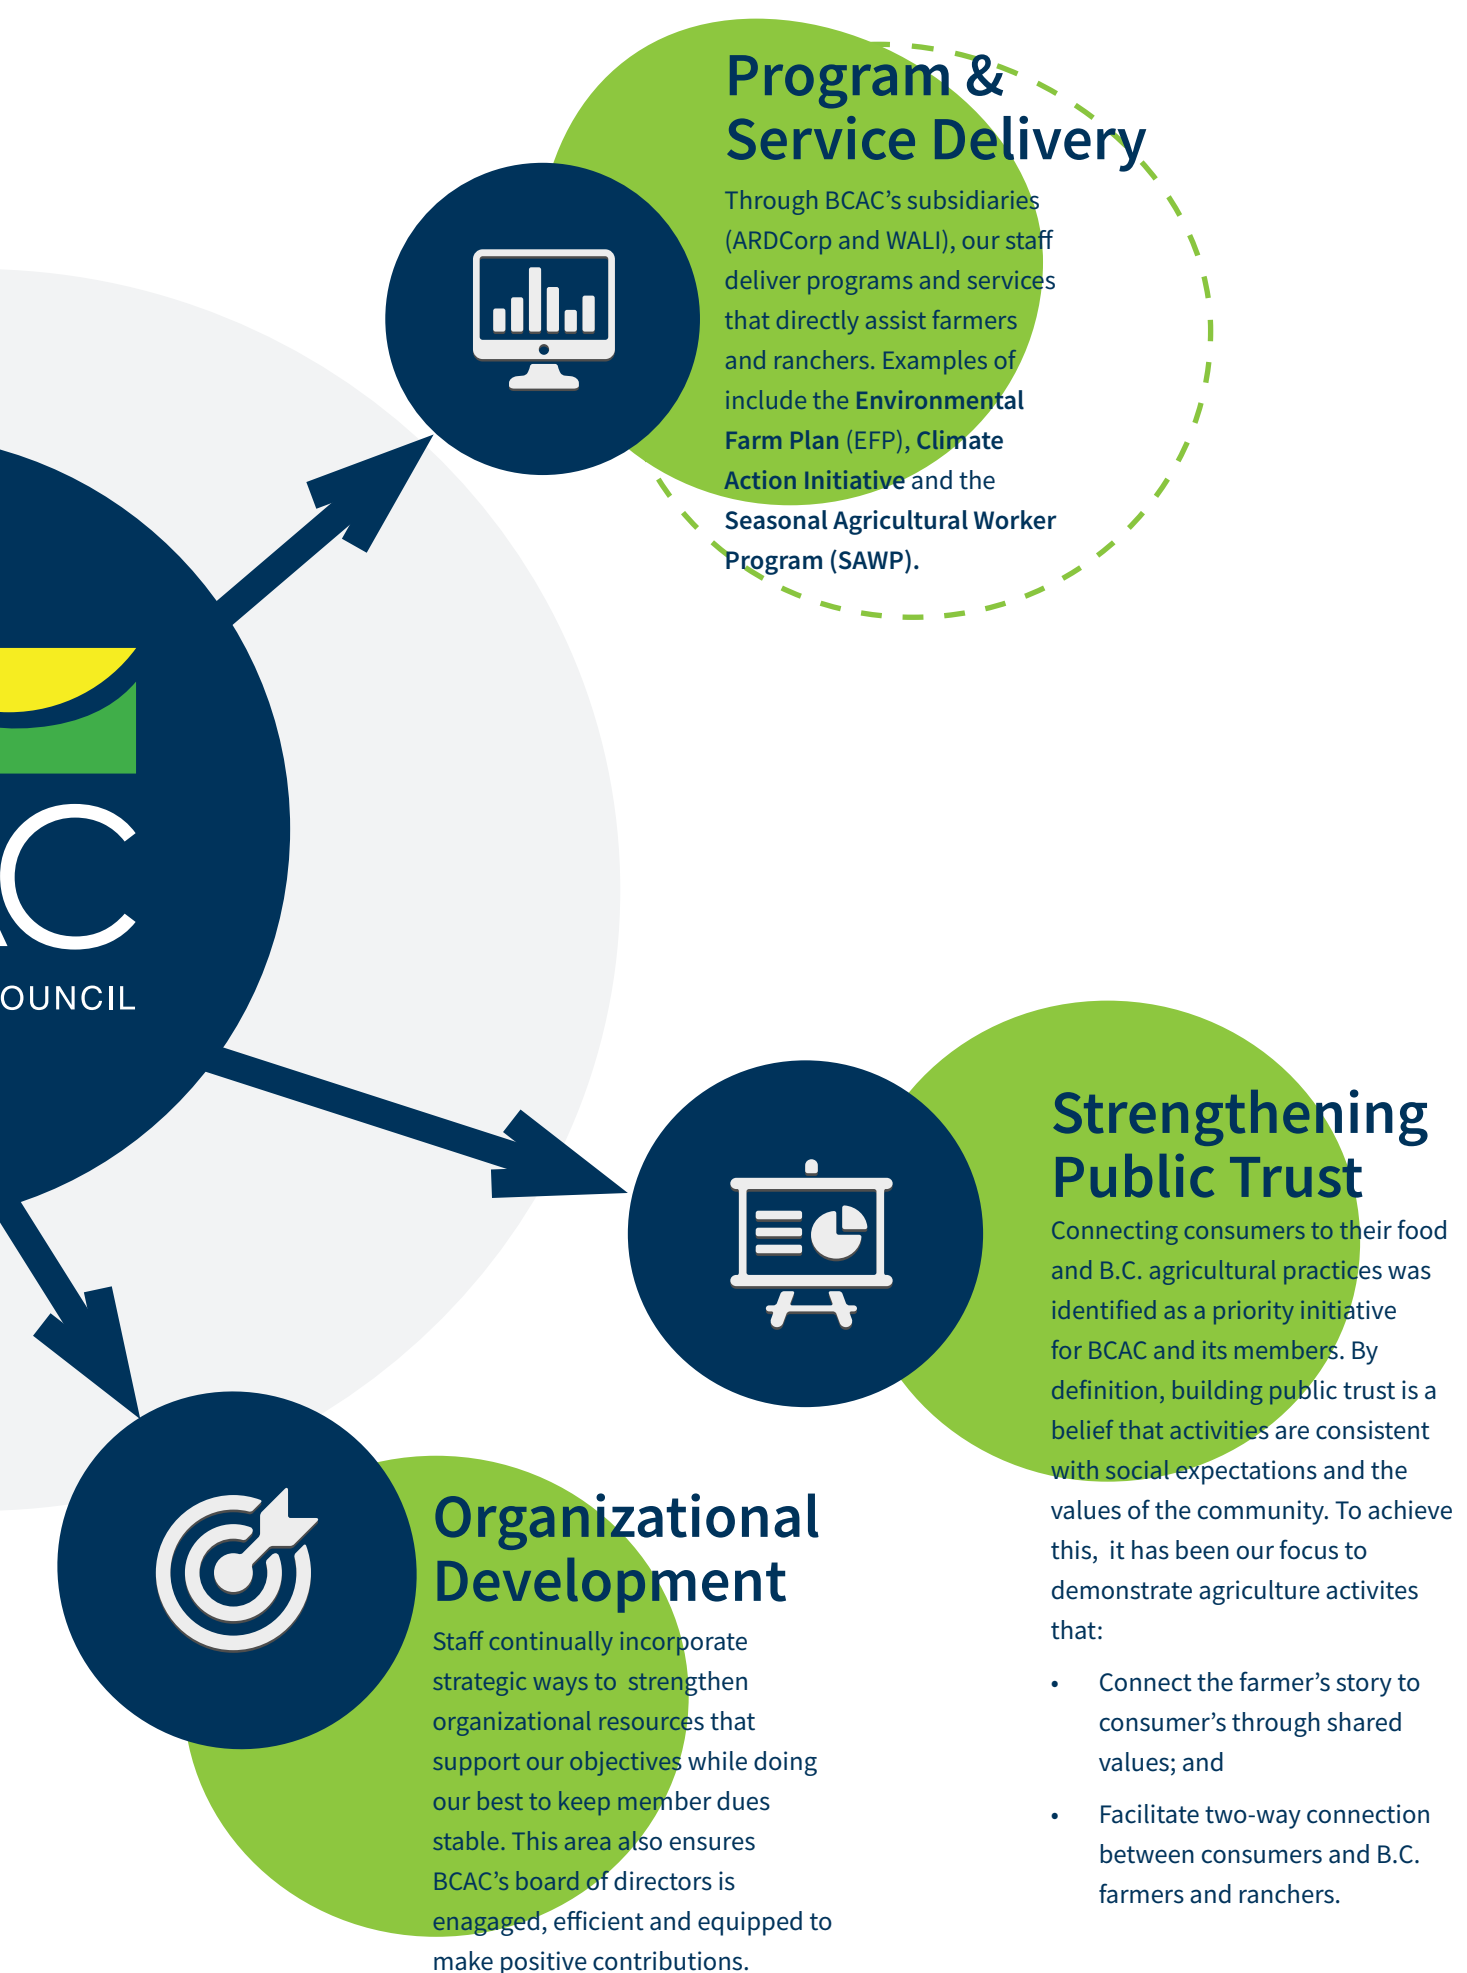 Program &
Service Delivery
Through BCAC’s subsidiaries
(ARDCorp and WALI), our staff
deliver programs and services
that directly assist farmers
and ranchers. Examples of
include the Environmental
Farm Plan (EFP), Climate
Action Initiative and the
Seasonal Agricultural Worker
Program (SAWP).
AC
OUNCIL
Strengthening
Public Trust
Connecting consumers to their food
and B.C. agricultural practices was
identified as a priority initiative
for BCAC and its members. By
definition, building public trust is a
belief that activities are consistent
with social expectations and the
values of the community. To achieve
this,  it has been our focus to
demonstrate agriculture activites
that:
• Connect the farmer’s story to
consumer’s through shared
values; and
• Facilitate two-way connection
between consumers and B.C.
farmers and ranchers.
Organizational
Development
Staff continually incorporate
strategic ways to  strengthen
organizational resources that
support our objectives while doing
our best to keep member dues
stable. This area also ensures
BCAC’s board of directors is
enagaged, efficient and equipped to
make positive contributions.